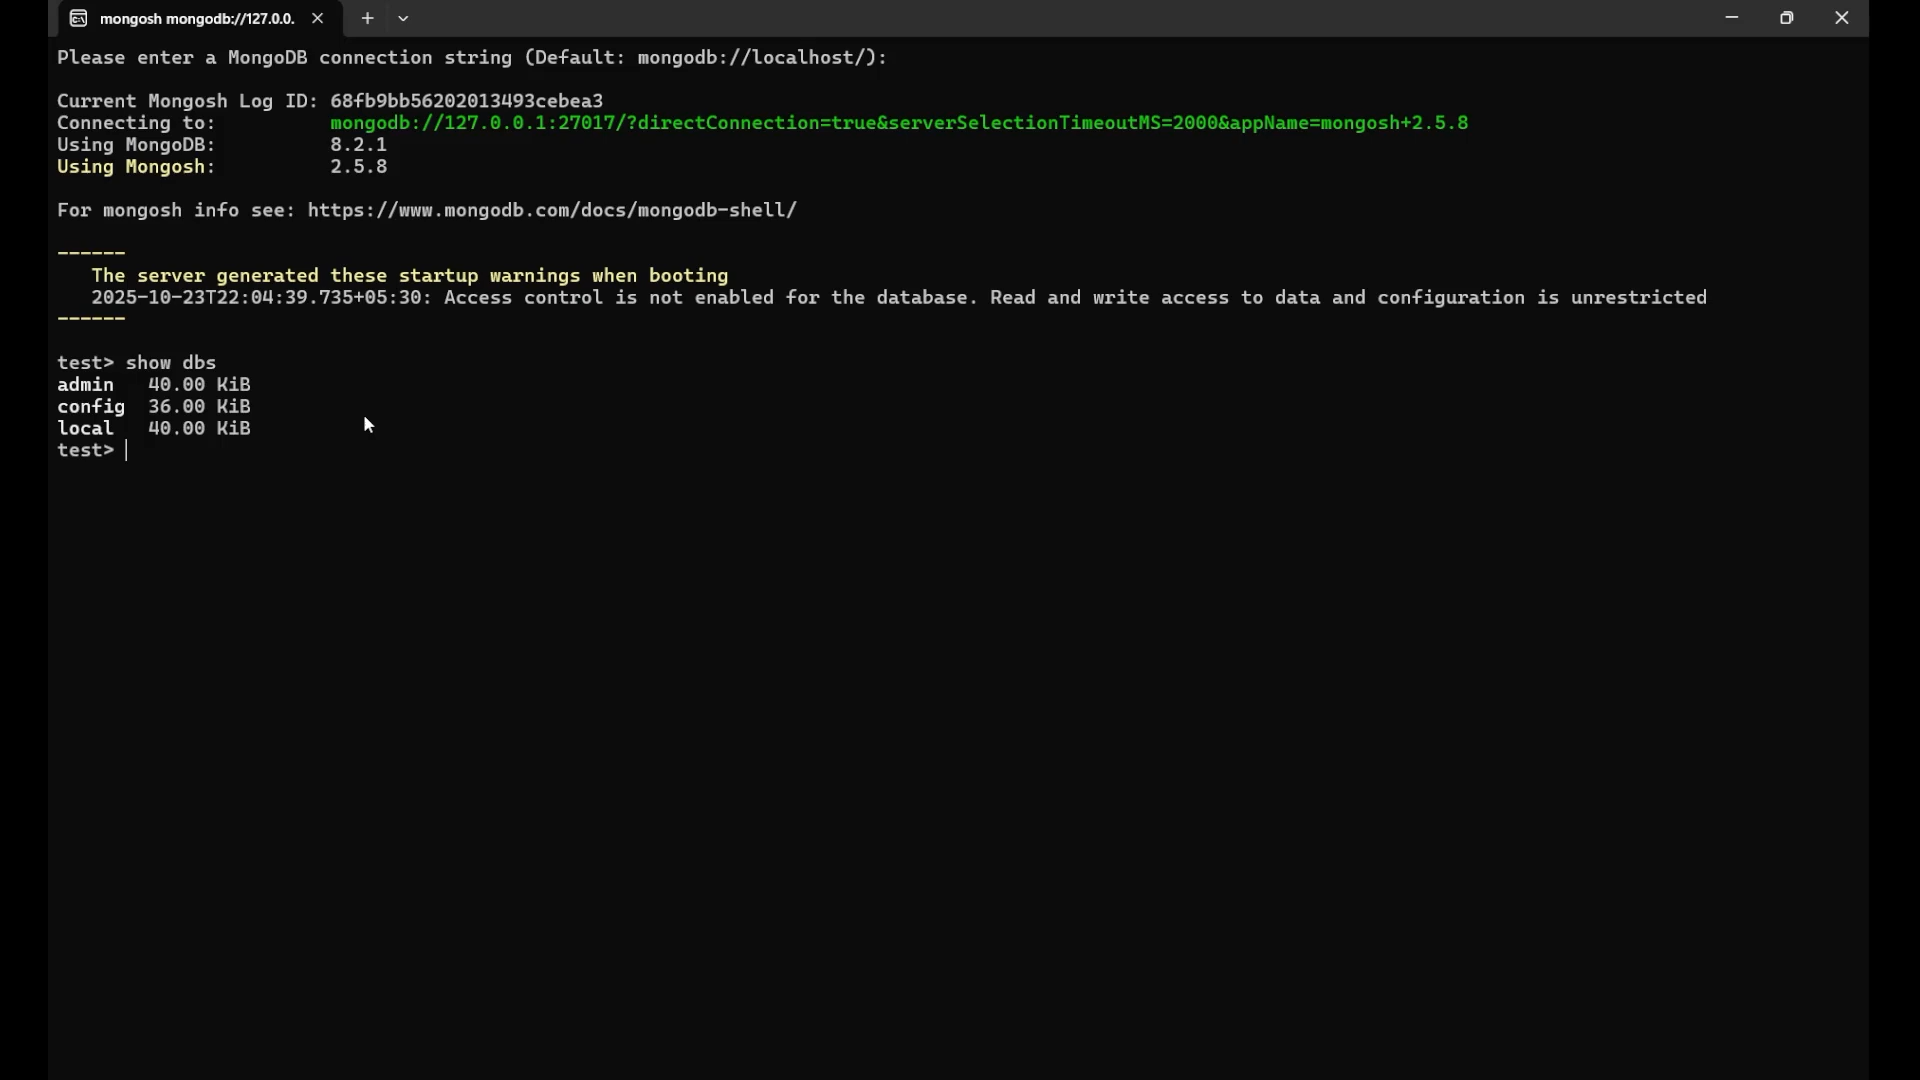 mongosh mongodb://127.0.0.
Please enter a MongoDB connection string (Default: mongodb://localhost/):
Current Mongosh Log ID: 68fb9bb56202013493cebea3
Connecting to: mongodb://127.0.0.1:27017/?directConnection=true&serverSelectionTimeoutMS=2000&appName=mongosh+2.5.8
Using MongoDB: 8.2.1
Using Mongosh: 2.5.8
For mongosh info see: https://www.mongodb.com/docs/mongodb-shell/
------
The server generated these startup warnings when booting
2025-10-23T22:04:39.735+05:30: Access control is not enabled for the database. Read and write access to data and configuration is unrestricted
------
test> show dbs
admin 40.00 KiB
config 36.00 KiB
local 40.00 KiB
test>